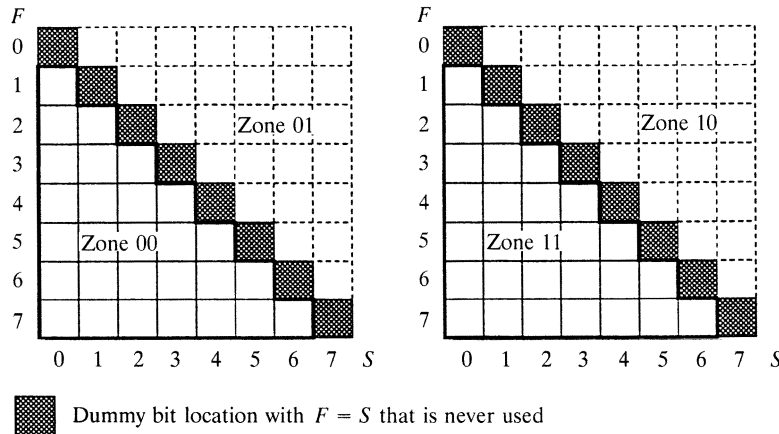 F F
0 0
1 1
2 Zone 01 2 Zone 10
3 3
4 4
5 Zone 00 5 Zone 11
6 6
7 7
0 1 2 3 4 5 6 7 S 0 1 2 3 4 5 6 7 S
Dummy bit location with F = S that is never used